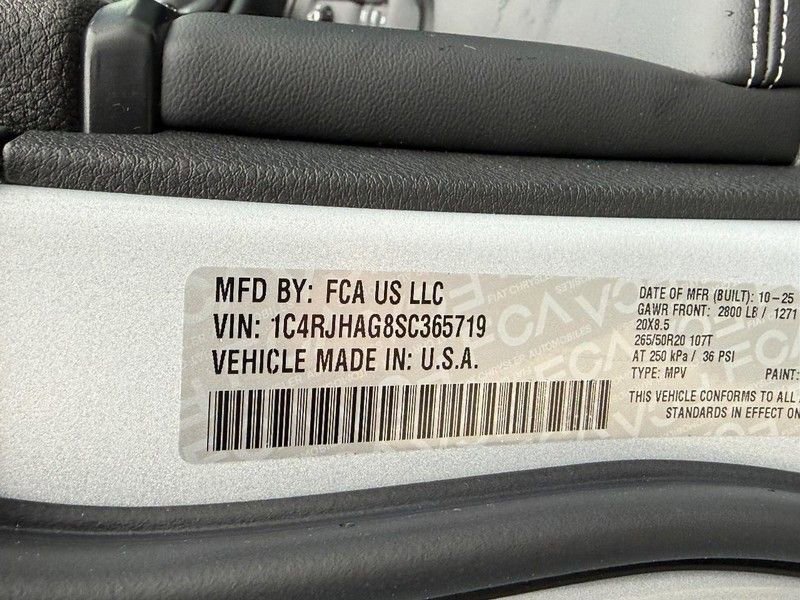 MFD BY: FCA US LLC
VIN: 1C4RJHAG8SC365719
VEHICLE MADE IN: U.S.A.
DATE OF MFR (BUILT): 10-25
GAWR FRONT: 2800 LB / 1271
20X8.5
265/50R20 107T
AT 250 kPa / 36 PSI
TYPE: MPV PAINT:
THIS VEHICLE CONFORMS TO ALL
STANDARDS IN EFFECT ON